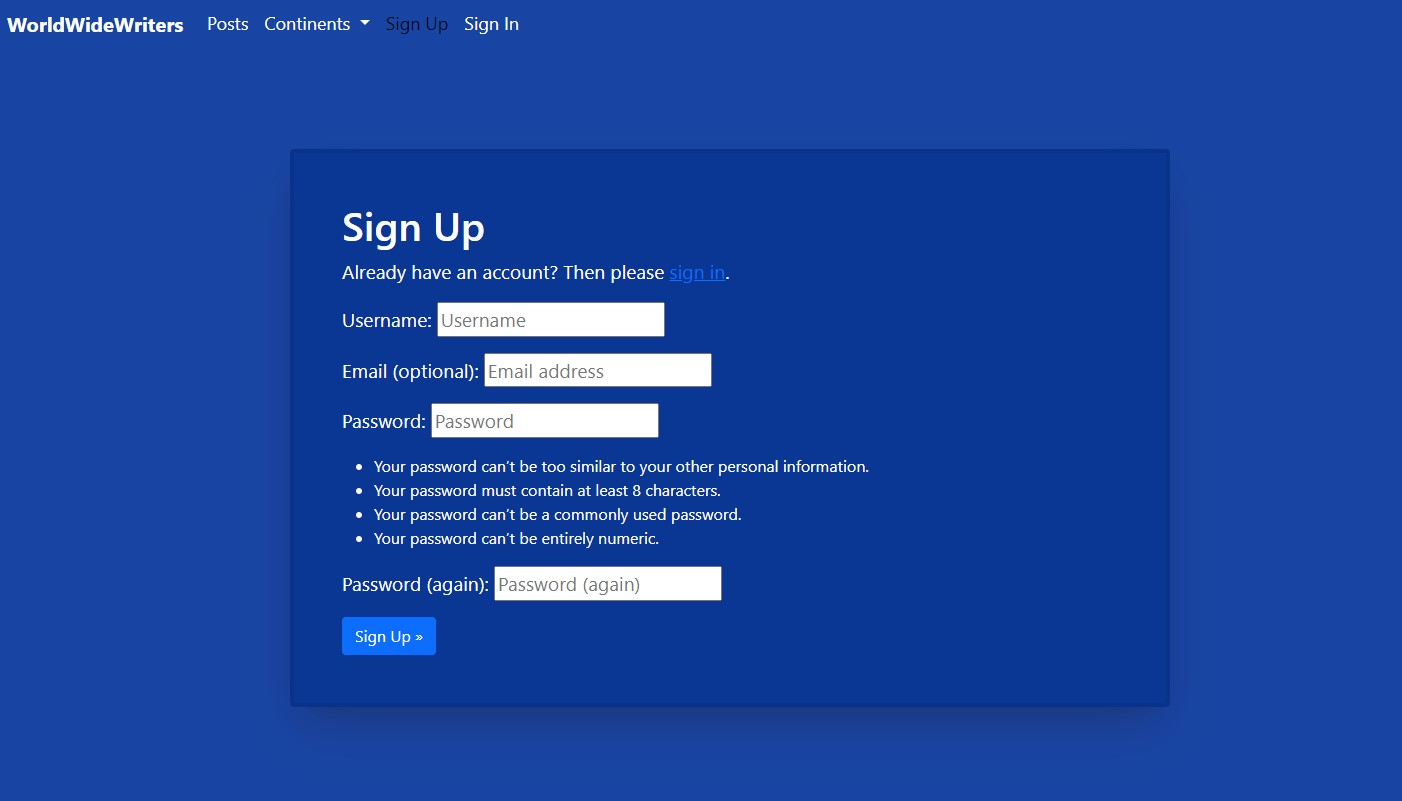 WorldWideWriters Posts Continents Sign Up Sign In
Sign Up
Already have an account? Then please sign in.
Username: Username
Email (optional): Email address
Password: Password
• Your password can’t be too similar to your other personal information.
• Your password must contain at least 8 characters.
• Your password can’t be a commonly used password.
• Your password can’t be entirely numeric.
Password (again): Password (again)
Sign Up »